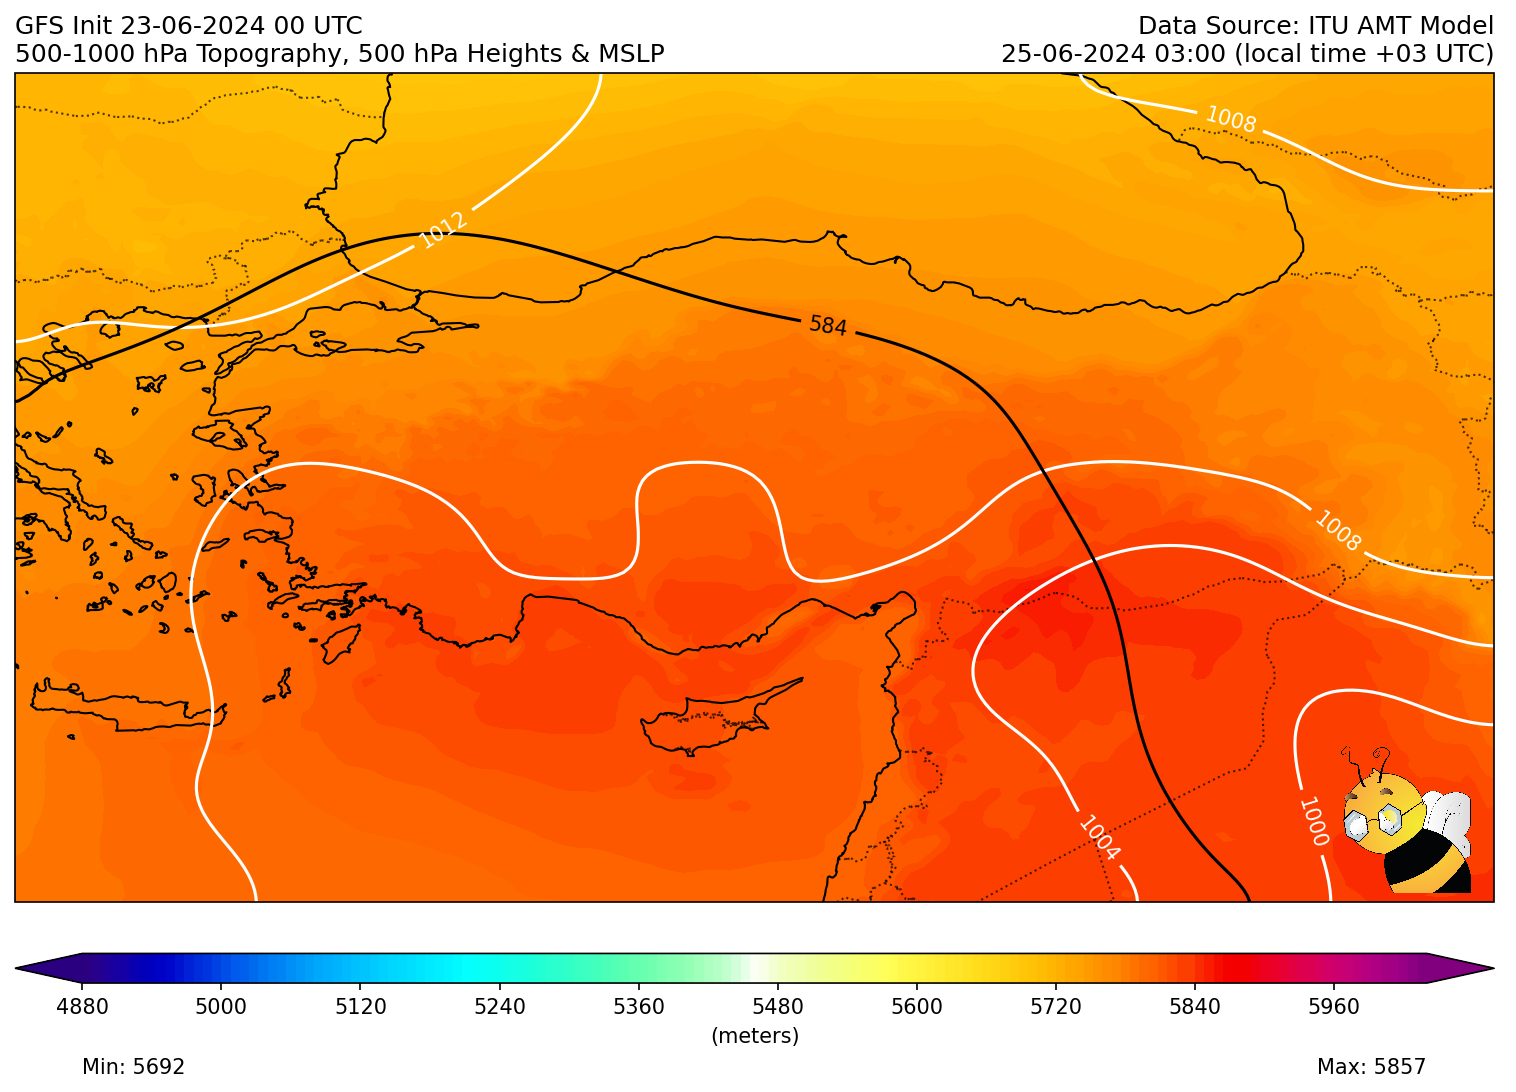 GFS Init 23-06-2024 00 UTC
Data Source: ITU AMT Model
500-1000 hPa Topography, 500 hPa Heights & MSLP
25-06-2024 03:00 (local time +03 UTC)
1008
1012
584
1008
1004
1000
4880 5000 5120 5240 5360 5480 5600 5720 5840 5960
(meters)
Min: 5692
Max: 5857